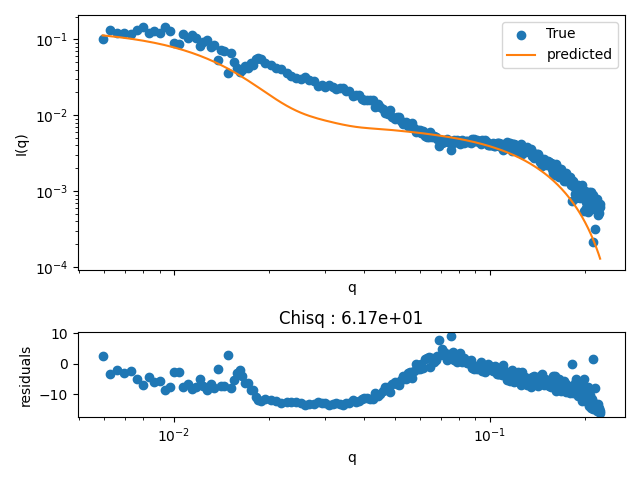 True
predicted
10⁻¹
10⁻²
10⁻³
10⁻⁴
I(q)
q
Chisq : 6.17e+01
10
0
−10
residuals
10⁻²
10⁻¹
q